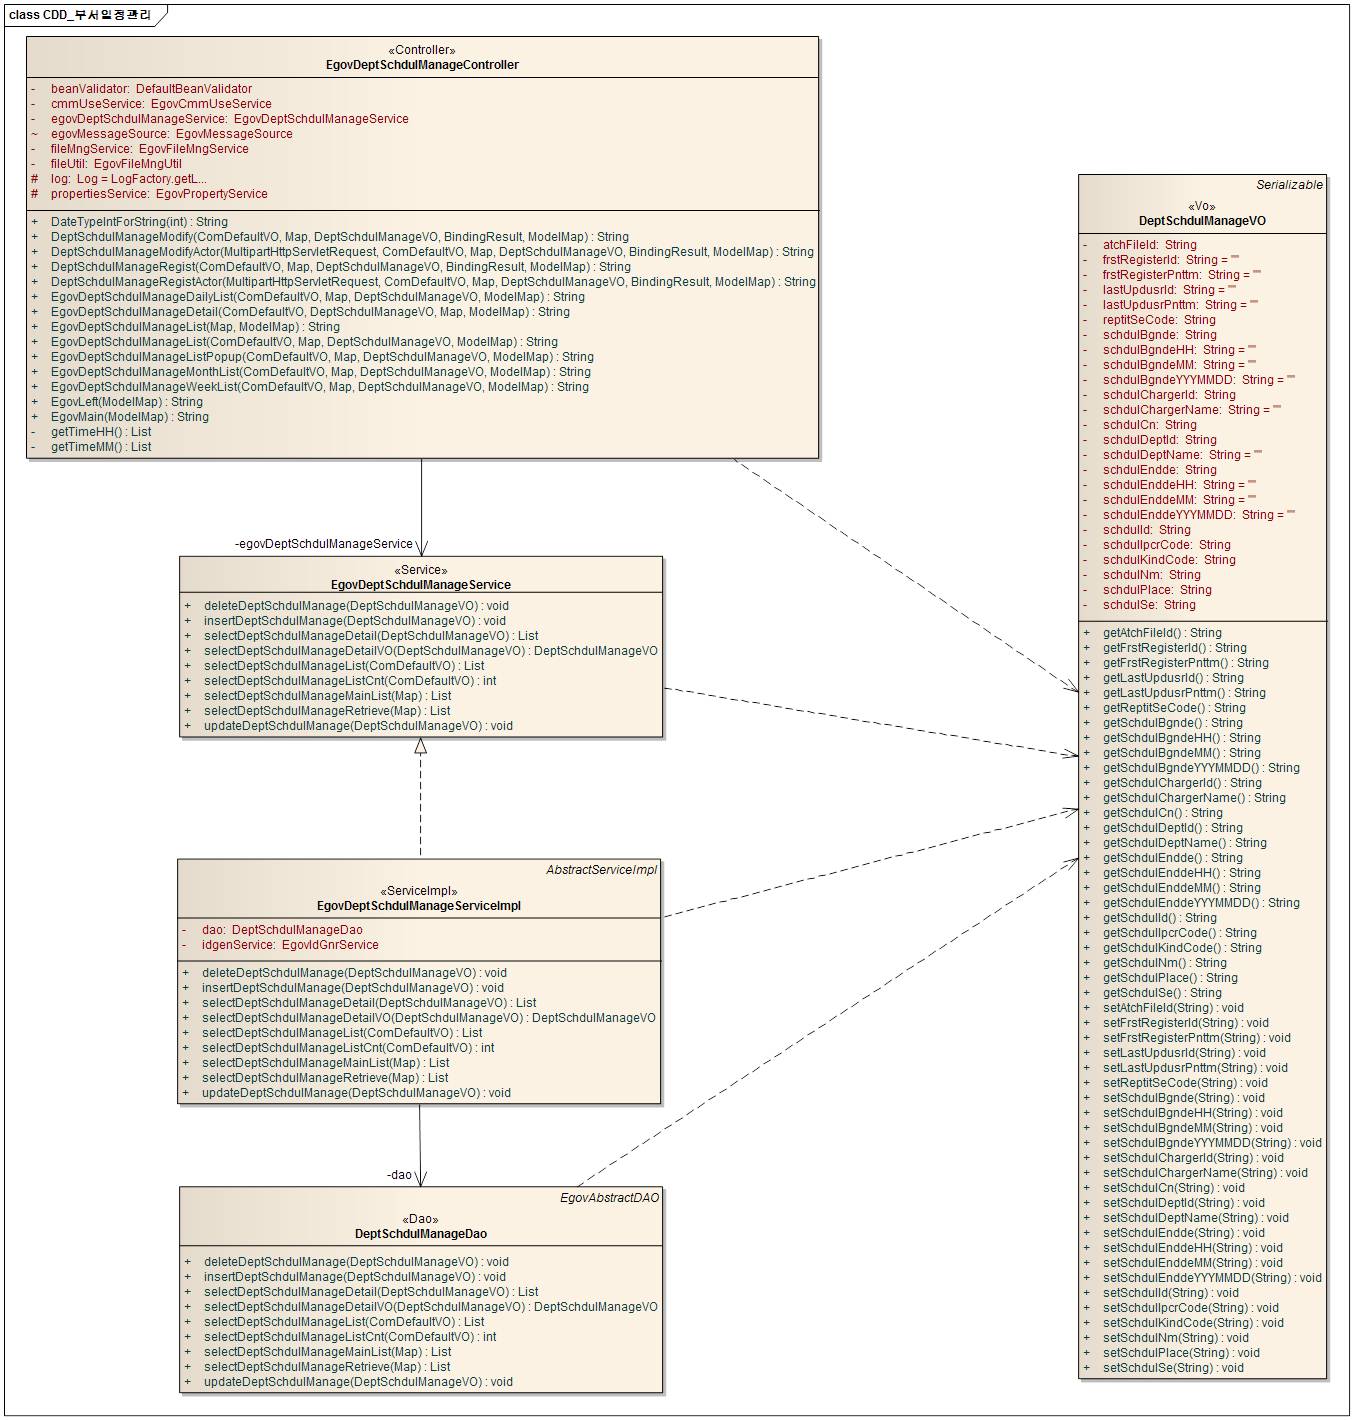 class CDD_부서일정관리
«Controller»
EgovDeptSchdulManageController
- beanValidator: DefaultBeanValidator
- cmmUseService: EgovCmmUseService
- egovDeptSchdulManageService: EgovDeptSchdulManageService
~ egovMessageSource: EgovMessageSource
- fileMngService: EgovFileMngService
- fileUtil: EgovFileMngUtil
# log: Log = LogFactory.getL...
# propertiesService: EgovPropertyService
+ DateTypeIntForString(int) : String
+ DeptSchdulManageModify(ComDefaultVO, Map, DeptSchdulManageVO, BindingResult, ModelMap) : String
+ DeptSchdulManageModifyActor(MultipartHttpServletRequest, ComDefaultVO, Map, DeptSchdulManageVO, BindingResult, ModelMap) : String
+ DeptSchdulManageRegist(ComDefaultVO, Map, DeptSchdulManageVO, BindingResult, ModelMap) : String
+ DeptSchdulManageRegistActor(MultipartHttpServletRequest, ComDefaultVO, Map, DeptSchdulManageVO, BindingResult, ModelMap) : String
+ EgovDeptSchdulManageDailyList(ComDefaultVO, Map, DeptSchdulManageVO, ModelMap) : String
+ EgovDeptSchdulManageDetail(ComDefaultVO, DeptSchdulManageVO, Map, ModelMap) : String
+ EgovDeptSchdulManageList(Map, ModelMap) : String
+ EgovDeptSchdulManageList(ComDefaultVO, Map, DeptSchdulManageVO, ModelMap) : String
+ EgovDeptSchdulManageListPopup(ComDefaultVO, Map, DeptSchdulManageVO, ModelMap) : String
+ EgovDeptSchdulManageMonthList(ComDefaultVO, Map, DeptSchdulManageVO, ModelMap) : String
+ EgovDeptSchdulManageWeekList(ComDefaultVO, Map, DeptSchdulManageVO, ModelMap) : String
+ EgovLeft(ModelMap) : String
+ EgovMain(ModelMap) : String
- getTimeHH() : List
- getTimeMM() : List
-egovDeptSchdulManageService
«Service»
EgovDeptSchdulManageService
+ deleteDeptSchdulManage(DeptSchdulManageVO) : void
+ insertDeptSchdulManage(DeptSchdulManageVO) : void
+ selectDeptSchdulManageDetail(DeptSchdulManageVO) : List
+ selectDeptSchdulManageDetailVO(DeptSchdulManageVO) : DeptSchdulManageVO
+ selectDeptSchdulManageList(ComDefaultVO) : List
+ selectDeptSchdulManageListCnt(ComDefaultVO) : int
+ selectDeptSchdulManageMainList(Map) : List
+ selectDeptSchdulManageRetrieve(Map) : List
+ updateDeptSchdulManage(DeptSchdulManageVO) : void
AbstractServiceImpl
«ServiceImpl»
EgovDeptSchdulManageServiceImpl
- dao: DeptSchdulManageDao
- idgenService: EgovIdGnrService
+ deleteDeptSchdulManage(DeptSchdulManageVO) : void
+ insertDeptSchdulManage(DeptSchdulManageVO) : void
+ selectDeptSchdulManageDetail(DeptSchdulManageVO) : List
+ selectDeptSchdulManageDetailVO(DeptSchdulManageVO) : DeptSchdulManageVO
+ selectDeptSchdulManageList(ComDefaultVO) : List
+ selectDeptSchdulManageListCnt(ComDefaultVO) : int
+ selectDeptSchdulManageMainList(Map) : List
+ selectDeptSchdulManageRetrieve(Map) : List
+ updateDeptSchdulManage(DeptSchdulManageVO) : void
-dao
EgovAbstractDAO
«Dao»
DeptSchdulManageDao
+ deleteDeptSchdulManage(DeptSchdulManageVO) : void
+ insertDeptSchdulManage(DeptSchdulManageVO) : void
+ selectDeptSchdulManageDetail(DeptSchdulManageVO) : List
+ selectDeptSchdulManageDetailVO(DeptSchdulManageVO) : DeptSchdulManageVO
+ selectDeptSchdulManageList(ComDefaultVO) : List
+ selectDeptSchdulManageListCnt(ComDefaultVO) : int
+ selectDeptSchdulManageMainList(Map) : List
+ selectDeptSchdulManageRetrieve(Map) : List
+ updateDeptSchdulManage(DeptSchdulManageVO) : void
Serializable
«Vo»
DeptSchdulManageVO
- atchFileId: String
- frstRegisterId: String = ""
- frstRegisterPnttm: String = ""
- lastUpdusrId: String = ""
- lastUpdusrPnttm: String = ""
- reptitSeCode: String
- schdulBgnde: String
- schdulBgndeHH: String = ""
- schdulBgndeMM: String = ""
- schdulBgndeYYYMMDD: String = ""
- schdulChargerId: String
- schdulChargerName: String = ""
- schdulCn: String
- schdulDeptId: String
- schdulDeptName: String = ""
- schdulEndde: String
- schdulEnddeHH: String = ""
- schdulEnddeMM: String = ""
- schdulEnddeYYYMMDD: String = ""
- schdulId: String
- schdulIpcrCode: String
- schdulKindCode: String
- schdulNm: String
- schdulPlace: String
- schdulSe: String
+ getAtchFileId() : String
+ getFrstRegisterId() : String
+ getFrstRegisterPnttm() : String
+ getLastUpdusrId() : String
+ getLastUpdusrPnttm() : String
+ getReptitSeCode() : String
+ getSchdulBgnde() : String
+ getSchdulBgndeHH() : String
+ getSchdulBgndeMM() : String
+ getSchdulBgndeYYYMMDD() : String
+ getSchdulChargerId() : String
+ getSchdulChargerName() : String
+ getSchdulCn() : String
+ getSchdulDeptId() : String
+ getSchdulDeptName() : String
+ getSchdulEndde() : String
+ getSchdulEnddeHH() : String
+ getSchdulEnddeMM() : String
+ getSchdulEnddeYYYMMDD() : String
+ getSchdulId() : String
+ getSchdulIpcrCode() : String
+ getSchdulKindCode() : String
+ getSchdulNm() : String
+ getSchdulPlace() : String
+ getSchdulSe() : String
+ setAtchFileId(String) : void
+ setFrstRegisterId(String) : void
+ setFrstRegisterPnttm(String) : void
+ setLastUpdusrId(String) : void
+ setLastUpdusrPnttm(String) : void
+ setReptitSeCode(String) : void
+ setSchdulBgnde(String) : void
+ setSchdulBgndeHH(String) : void
+ setSchdulBgndeMM(String) : void
+ setSchdulBgndeYYYMMDD(String) : void
+ setSchdulChargerId(String) : void
+ setSchdulChargerName(String) : void
+ setSchdulCn(String) : void
+ setSchdulDeptId(String) : void
+ setSchdulDeptName(String) : void
+ setSchdulEndde(String) : void
+ setSchdulEnddeHH(String) : void
+ setSchdulEnddeMM(String) : void
+ setSchdulEnddeYYYMMDD(String) : void
+ setSchdulId(String) : void
+ setSchdulIpcrCode(String) : void
+ setSchdulKindCode(String) : void
+ setSchdulNm(String) : void
+ setSchdulPlace(String) : void
+ setSchdulSe(String) : void